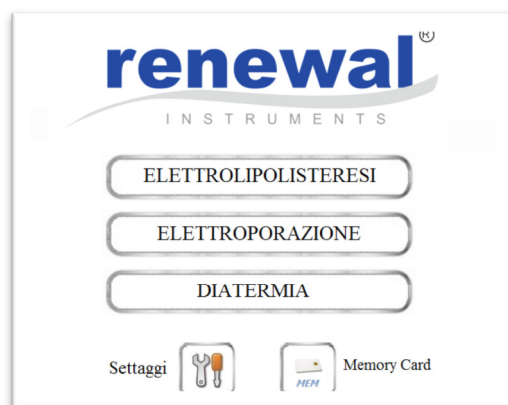 renewal®
INSTRUMENTS
ELETTROLIPOLISTERESI
ELETTROPORAZIONE
DIATERMIA
Settaggi
MEM
Memory Card